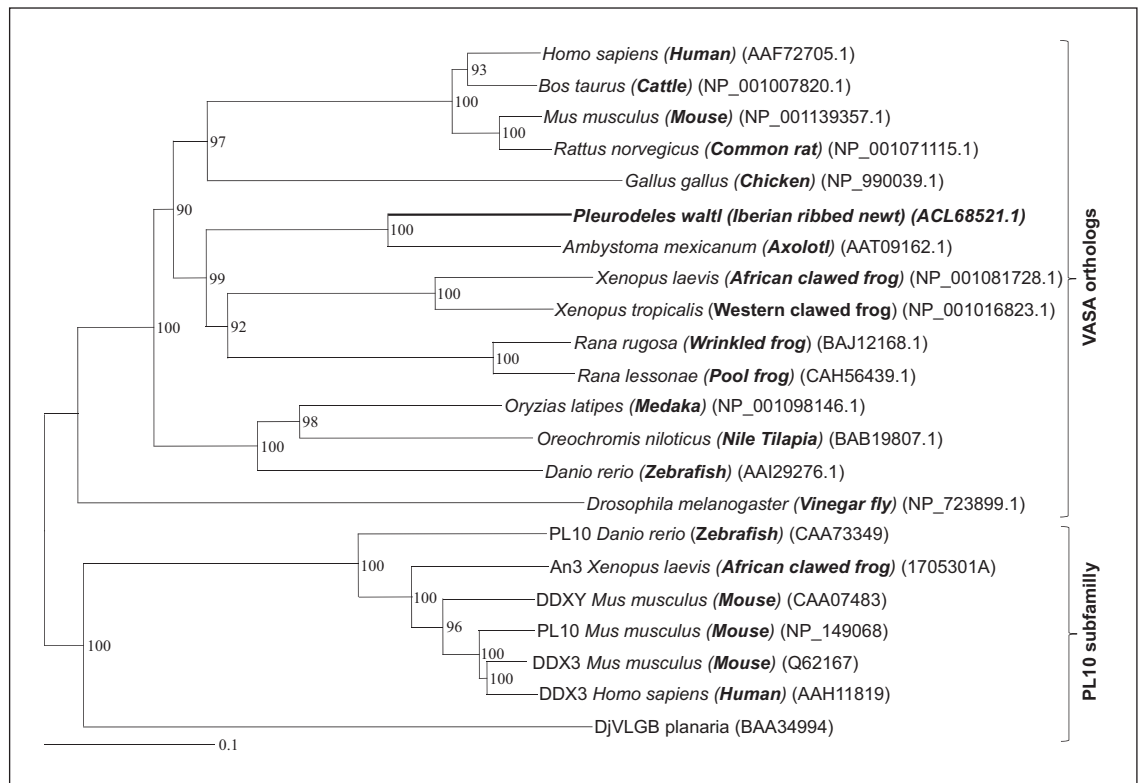 Homo sapiens (Human) (AAF72705.1)
93
Bos taurus (Cattle) (NP_001007820.1)
100
Mus musculus (Mouse) (NP_001139357.1)
100
97
Rattus norvegicus (Common rat) (NP_001071115.1)
Gallus gallus (Chicken) (NP_990039.1)
90
Pleurodeles waltl (Iberian ribbed newt) (ACL68521.1)
100
Ambystoma mexicanum (Axolotl) (AAT09162.1)
99
Xenopus laevis (African clawed frog) (NP_001081728.1)
100
Xenopus tropicalis (Western clawed frog) (NP_001016823.1)
100
92
Rana rugosa (Wrinkled frog) (BAJ12168.1)
100
Rana lessonae (Pool frog) (CAH56439.1)
Oryzias latipes (Medaka) (NP_001098146.1)
98
Oreochromis niloticus (Nile Tilapia) (BAB19807.1)
100
Danio rerio (Zebrafish) (AAI29276.1)
Drosophila melanogaster (Vinegar fly) (NP_723899.1)
VASA orthologs
PL10 Danio rerio (Zebrafish) (CAA73349)
100
An3 Xenopus laevis (African clawed frog) (1705301A)
100
DDXY Mus musculus (Mouse) (CAA07483)
96
PL10 Mus musculus (Mouse) (NP_149068)
100
100
DDX3 Mus musculus (Mouse) (Q62167)
100
DDX3 Homo sapiens (Human) (AAH11819)
DjVLGB planaria (BAA34994)
PL10 subfamilly
0.1